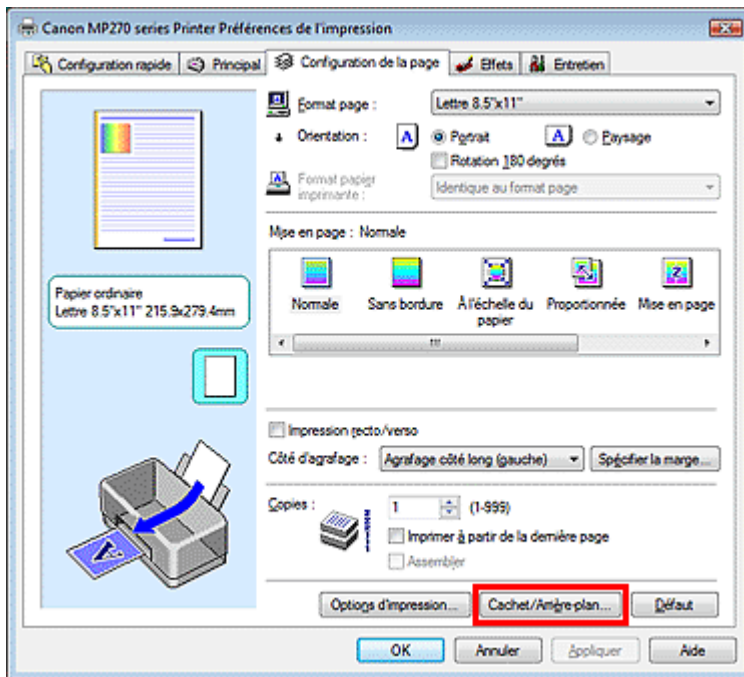 Canon MP270 series Printer Préférences de l'impression
Configuration rapide Principal Configuration de la page Effets Entretien
Format page : Lettre 8.5"x11"
Orientation : A Portrait A Paysage
Rotation 180 degrés
Format papier imprimante : Identique au format page
Mise en page : Normale
Normale Sans bordure À l'échelle du papier Proportionnée Mise en page
Papier ordinaire
Lettre 8.5"x11" 215.9x279.4mm
Impression recto/verso
Côté d'agrafage : Agrafage côté long (gauche) Spécifier la marge...
Copies : 1 (1-999)
Imprimer à partir de la dernière page
Assembler
Options d'impression... Cachet/Arrière-plan... Défaut
OK Annuler Appliquer Aide